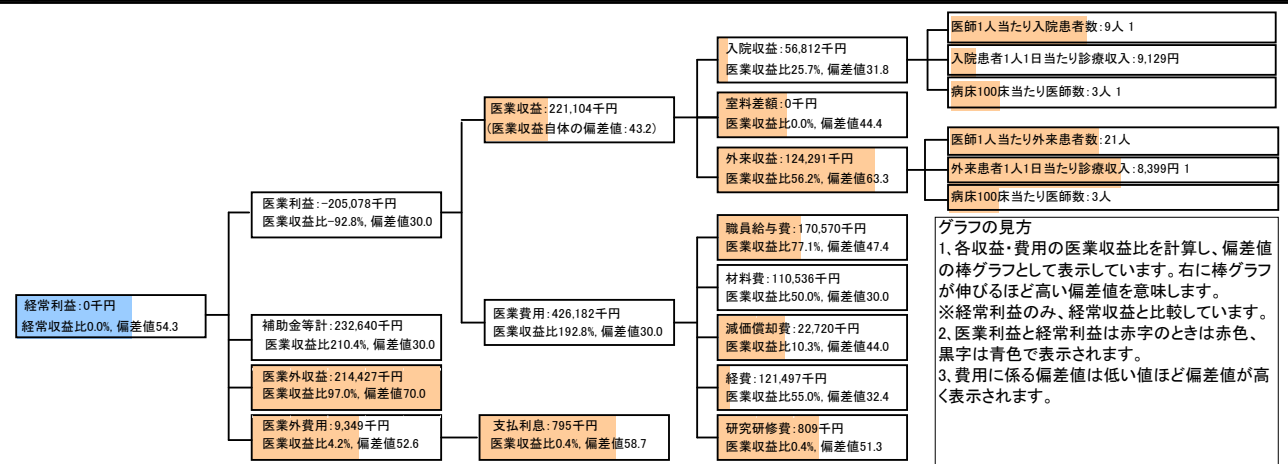 経常利益:0千円
経常収支比0.0%, 偏差値54.3
医業利益:-205,078千円
医業収益比-92.8%, 偏差値30.0
補助金等計:232,640千円
医業収益比210.4%, 偏差値30.0
医業外収益:214,427千円
医業収益比97.0%, 偏差値70.0
医業外費用:9,349千円
医業収益比4.2%, 偏差値52.6
医業収益:221,104千円
(医業収益自体の偏差値:43.2)
医業費用:426,182千円
医業収益比192.8%, 偏差値30.0
支払利息:795千円
医業収益比0.4%, 偏差値58.7
入院収益:56,812千円
医業収益比25.7%, 偏差値31.8
室料差額:0千円
医業収益比0.0%, 偏差値44.4
外来収益:124,291千円
医業収益比56.2%, 偏差値63.3
職員給与費:170,570千円
医業収益比77.1%, 偏差値47.4
材料費:110,536千円
医業収益比50.0%, 偏差値30.0
減価償却費:22,720千円
医業収益比10.3%, 偏差値44.0
経費:121,497千円
医業収益比55.0%, 偏差値32.4
研究研修費:809千円
医業収益比0.4%, 偏差値51.3
医師1人当たり入院患者数:9人 1
入院患者1人1日当たり診療収入:9,129円
病床100床当たり医師数:3人 1
医師1人当たり外来患者数:21人
外来患者1人1日当たり診療収入:8,399円 1
病床100床当たり医師数:3人
グラフの見方
1、各収益・費用の医業収益比を計算し、偏差値
の棒グラフとして表示しています。右に棒グラフ
が伸びるほど高い偏差値を意味します。
※経常利益のみ、経常収益と比較しています。
2、医業利益と経常利益は赤字のときは赤色、
黒字は青色で表示されます。
3、費用に係る偏差値は低い値ほど偏差値が高
く表示されます。